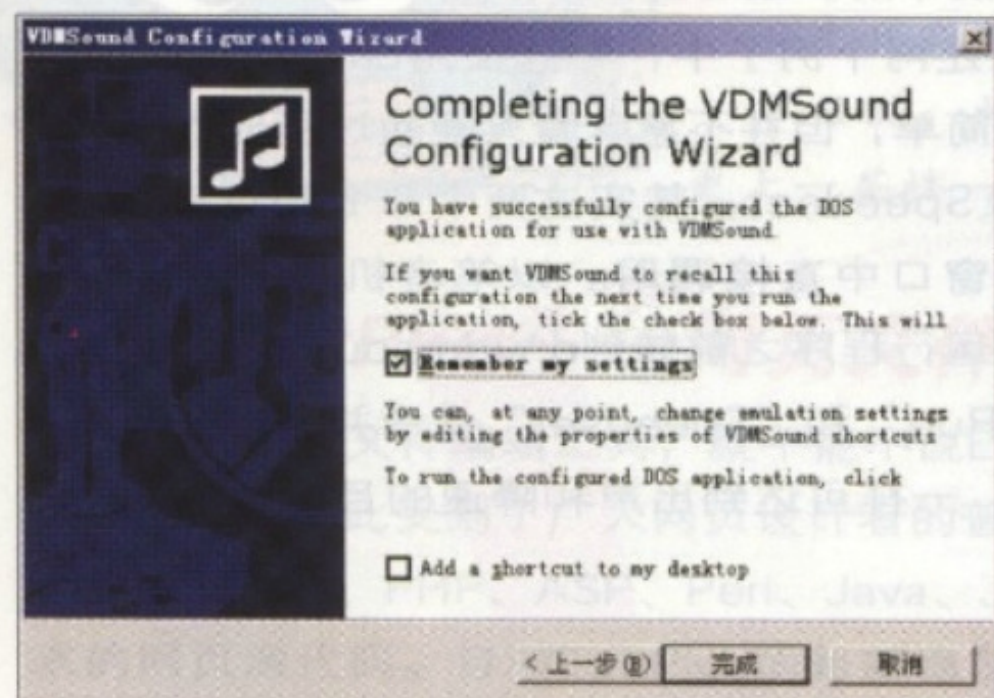 VDMSound Configuration Wizard
Completing the VDMSound
Configuration Wizard
You have successfully configured the DOS
application for use with VDMSound.
If you want VDMSound to recall this
configuration the next time you run the
application, tick the check box below. This will
Remember my settings
You can, at any point, change emulation settings
by editing the properties of VDMSound shortcuts
To run the configured DOS application, click
Add a shortcut to my desktop
PHP、ASP、Perl、Java、
< 上一步(B) 完成 取消